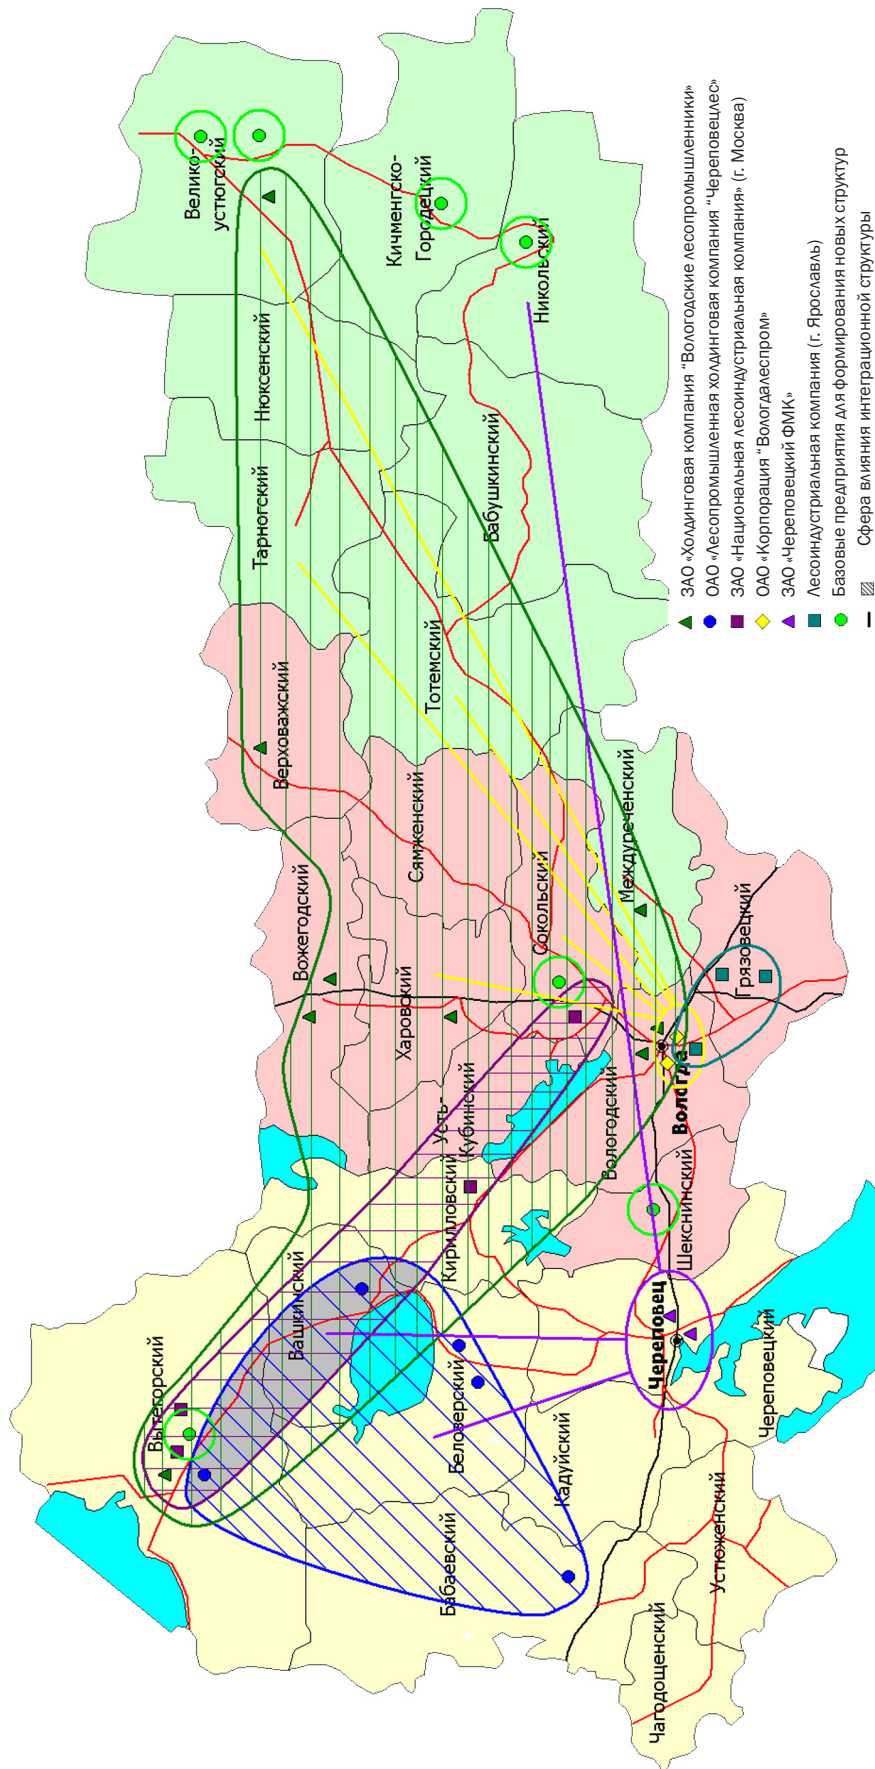 Вытегорский
Велико-
устюгский
Верховажский
Тарногский
Нюксенский
Вожегодский
Вашкинский
Кичменгско-
Городецкий
Харовский
Сямженский
Тотемский
Усть-
Кубинский
Кирилловский
Бабаевский
Белозерский
Бабушкинский
Никольский
Сокольский
Кадуйский
Вологодский
Междуреченский
Череповец
Вологда
Шекснинский
Чагодощенский
Устюженский
Грязовецкий
Череповецкий
ЗАО «Холдинговая компания "Вологодские лесопромышленники»
ОАО «Лесопромышленная холдинговая компания "Череповецлес»
ЗАО «Национальная лесоиндустриальная компания» (г. Москва)
ОАО «Корпорация "Вологдалеспром»
ЗАО «Череповецкий ФМК»
Лесоиндустриальная компания (г. Ярославль)
Базовые предприятия для формирования новых структур
Сфера влияния интеграционной структуры